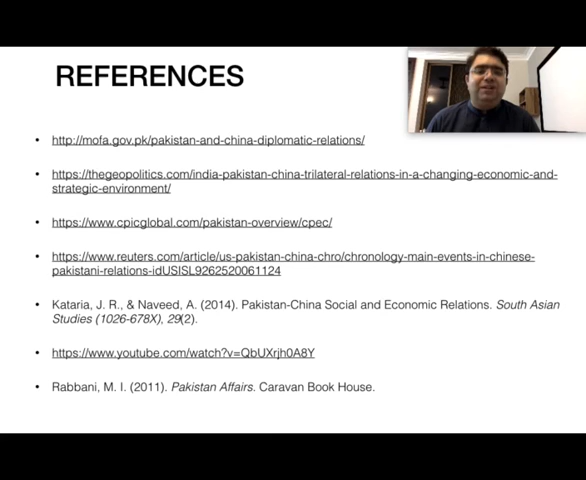 REFERENCES
• http://mofa.gov.pk/pakistan-and-china-diplomatic-relations/
• https://thegeopolitics.com/india-pakistan-china-trilateral-relations-in-a-changing-economic-and-
strategic-environment/
• https://www.cpicglobal.com/pakistan-overview/cpec/
• https://www.reuters.com/article/us-pakistan-china-chro/chronology-main-events-in-chinese-
pakistani-relations-idUSISL9262520061124
• Kataria, J. R., & Naveed, A. (2014). Pakistan-China Social and Economic Relations. South Asian
Studies (1026-678X), 29(2).
• https://www.youtube.com/watch?v=QbUXrjh0A8Y
• Rabbani, M. I. (2011). Pakistan Affairs. Caravan Book House.